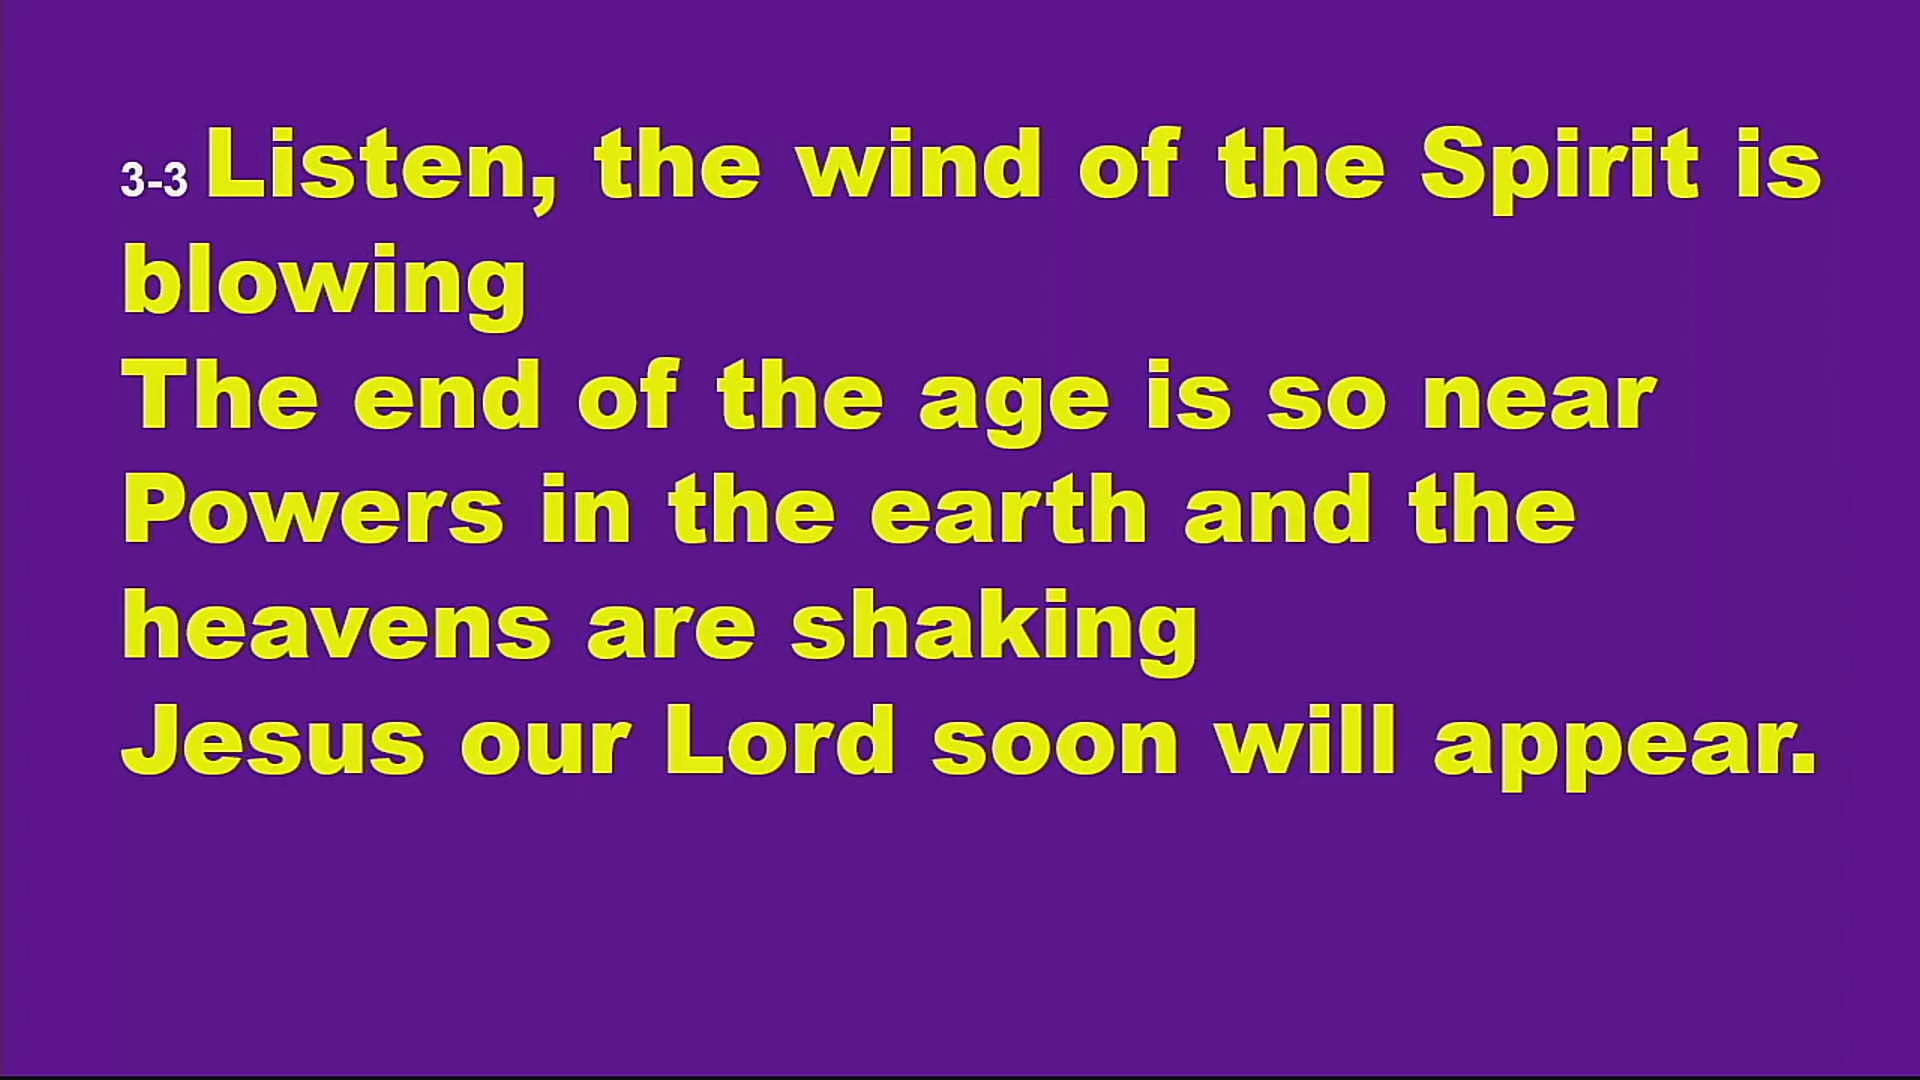 3-3 Listen, the wind of the Spirit is
blowing
The end of the age is so near
Powers in the earth and the
heavens are shaking
Jesus our Lord soon will appear.